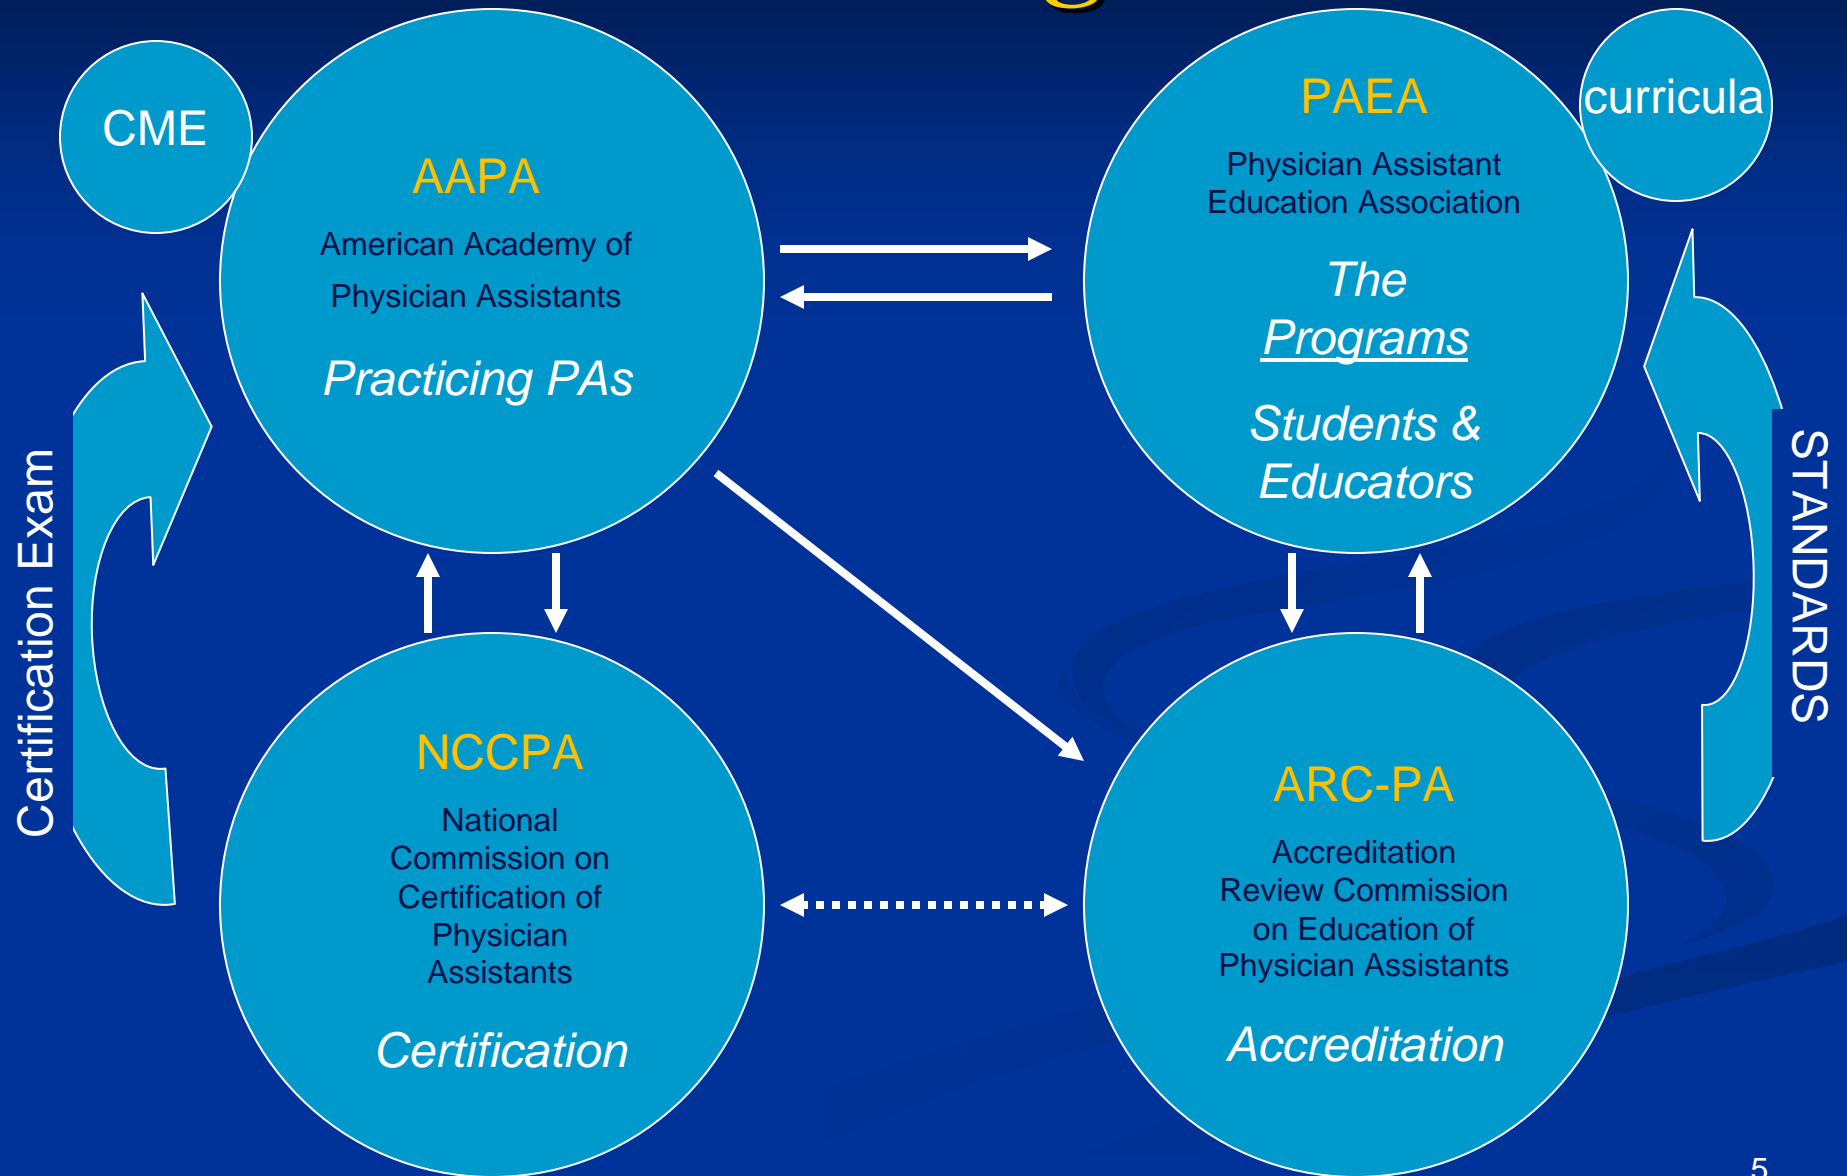 CME
AAPA
American Academy of
Physician Assistants
Practicing PAs
PAEA
Physician Assistant
Education Association
The
Programs
Students &
Educators
curricula
Certification Exam
STANDARDS
NCCPA
National
Commission on
Certification of
Physician
Assistants
Certification
ARC-PA
Accreditation
Review Commission
on Education of
Physician Assistants
Accreditation
5